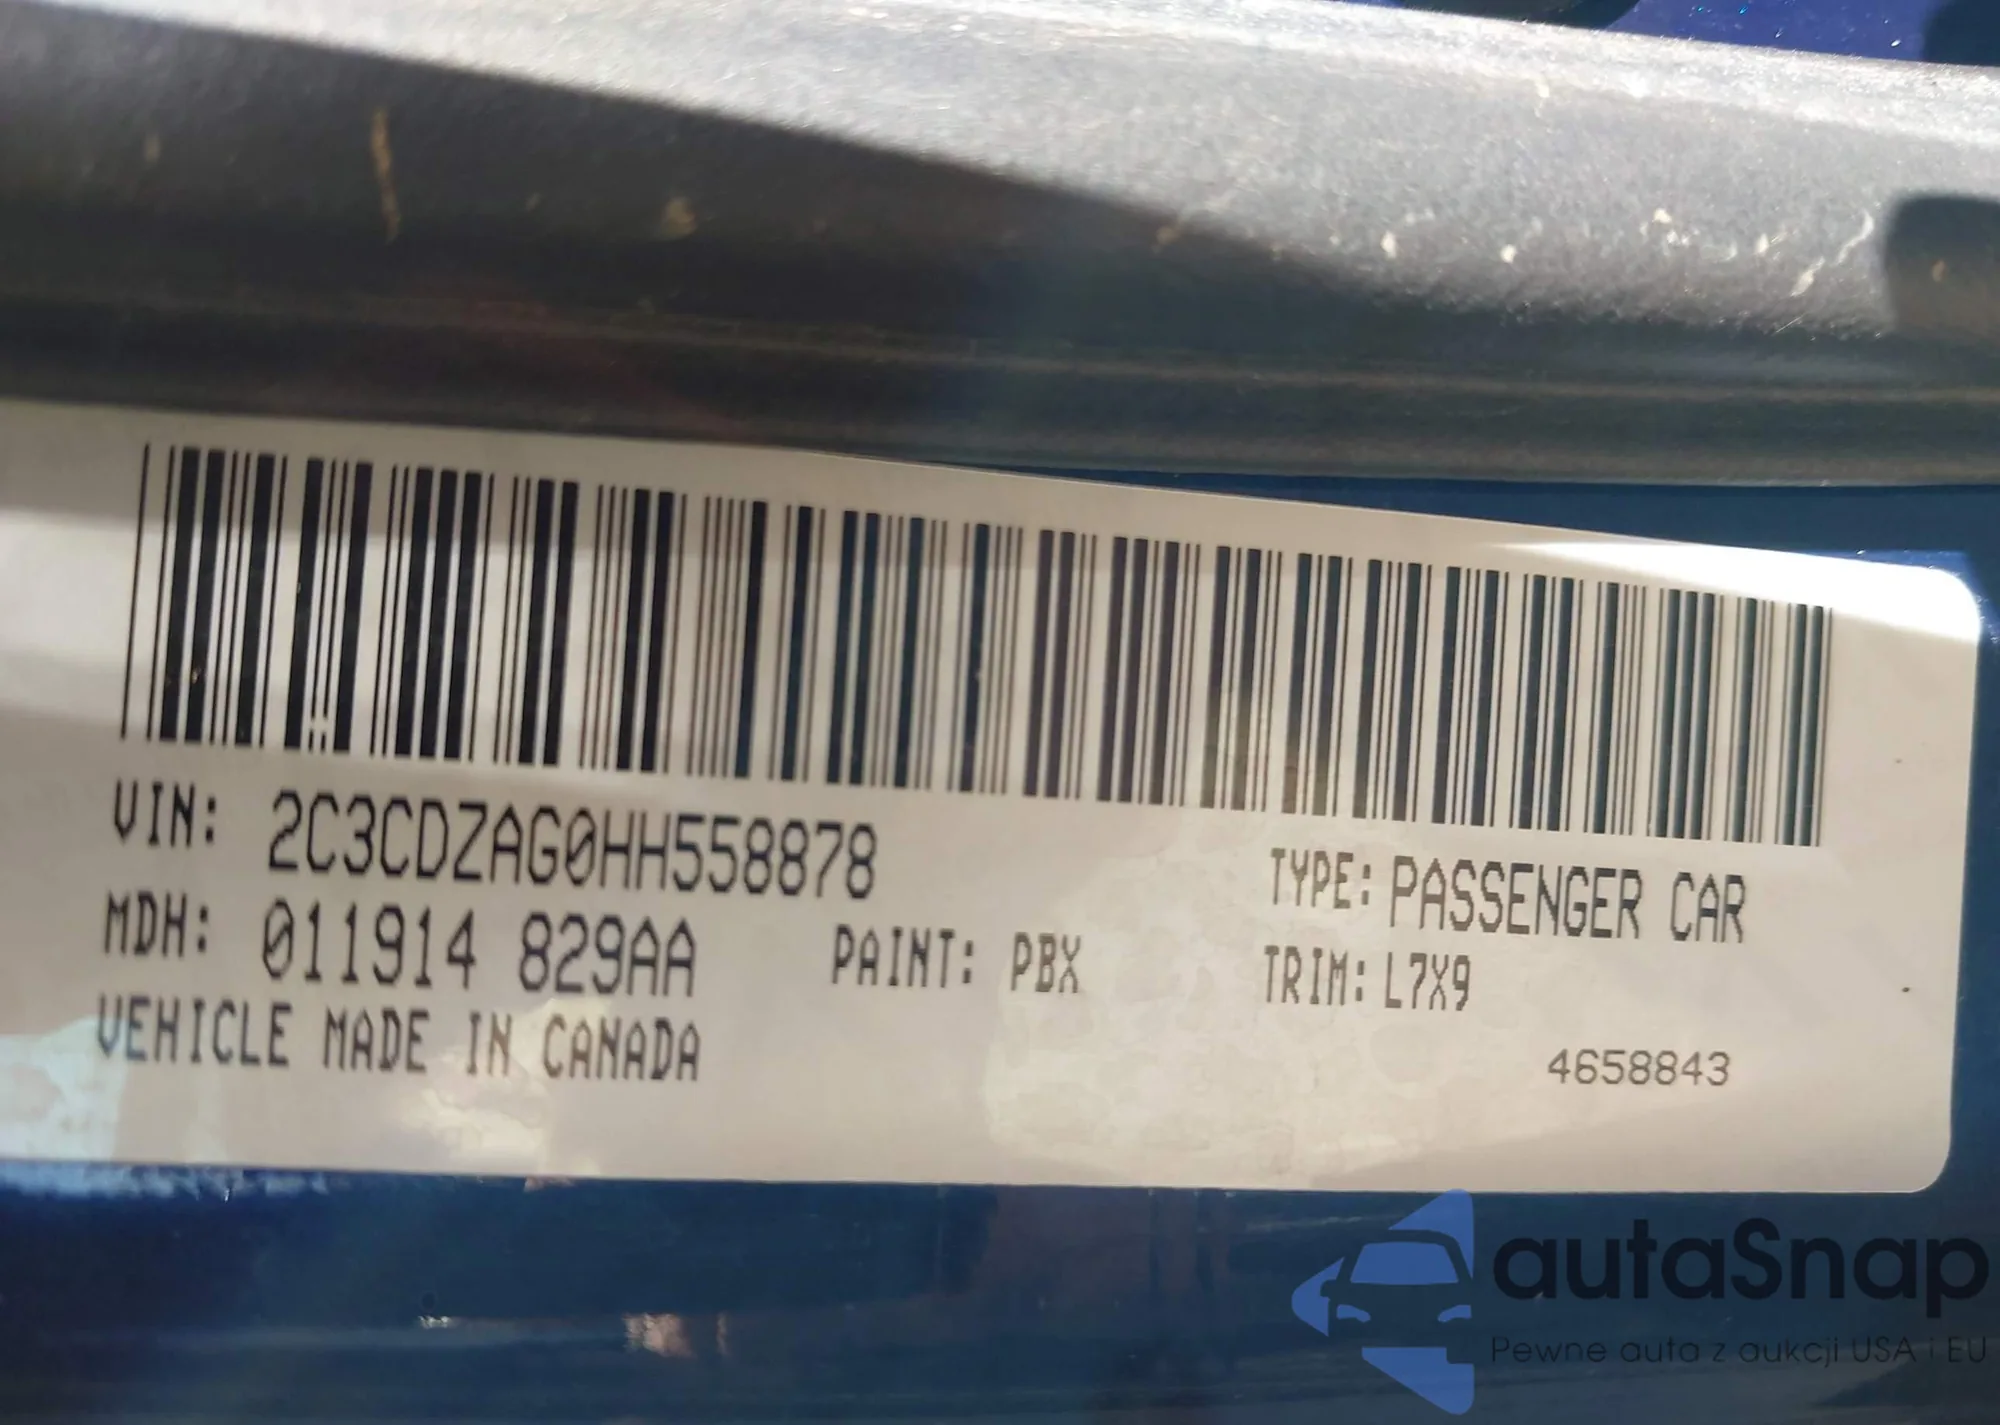 VIN: 2C3CDZAG0HH558878
TYPE: PASSENGER CAR
MDH: 011914 829AA
PAINT: PBX
TRIM: L7X9
VEHICLE MADE IN CANADA
4658843
autaSnap
Pewne auta z aukcji USA i EU